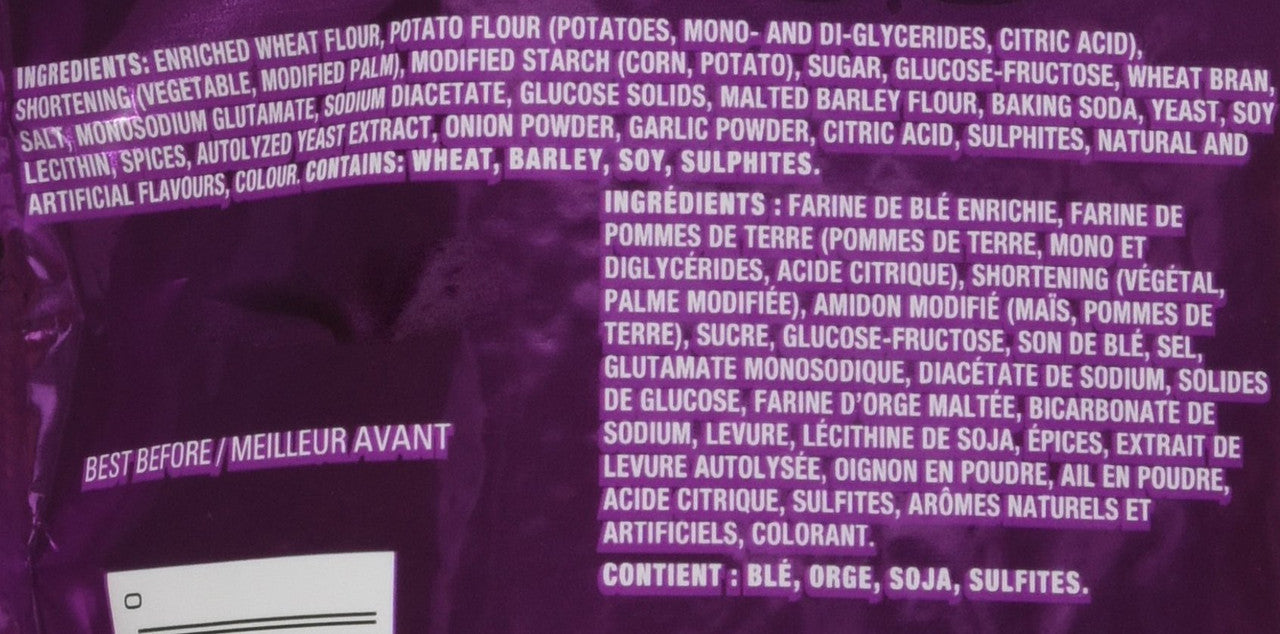 INGREDIENTS: ENRICHED WHEAT FLOUR, POTATO FLOUR (POTATOES, MONO- AND DI-GLYCERIDES, CITRIC ACID),
SHORTENING (VEGETABLE, MODIFIED PALM), MODIFIED STARCH (CORN, POTATO), SUGAR, GLUCOSE-FRUCTOSE, WHEAT BRAN,
SALT, MONOSODIUM GLUTAMATE, SODIUM DIACETATE, GLUCOSE SOLIDS, MALTED BARLEY FLOUR, BAKING SODA, YEAST, SOY
LECITHIN, SPICES, AUTOLYZED YEAST EXTRACT, ONION POWDER, GARLIC POWDER, CITRIC ACID, SULPHITES, NATURAL AND
ARTIFICIAL FLAVOURS, COLOUR. CONTAINS: WHEAT, BARLEY, SOY, SULPHITES.
INGRÉDIENTS : FARINE DE BLÉ ENRICHIE, FARINE DE
POMMES DE TERRE (POMMES DE TERRE, MONO ET
DIGLYCÉRIDES, ACIDE CITRIQUE), SHORTENING (VÉGÉTAL,
PALME MODIFIÉE), AMIDON MODIFIÉ (MAÏS, POMMES DE
TERRE), SUCRE, GLUCOSE-FRUCTOSE, SON DE BLÉ, SEL,
GLUTAMATE MONOSODIQUE, DIACÉTATE DE SODIUM, SOLIDES
DE GLUCOSE, FARINE D'ORGE MALTÉE, BICARBONATE DE
SODIUM, LEVURE, LÉCITHINE DE SOJA, ÉPICES, EXTRAIT DE
LEVURE AUTOLYSÉE, OIGNON EN POUDRE, AIL EN POUDRE,
ACIDE CITRIQUE, SULFITES, ARÔMES NATURELS ET
ARTIFICIELS, COLORANT.
CONTIENT : BLÉ, ORGE, SOJA, SULFITES.
BEST BEFORE / MEILLEUR AVANT
0